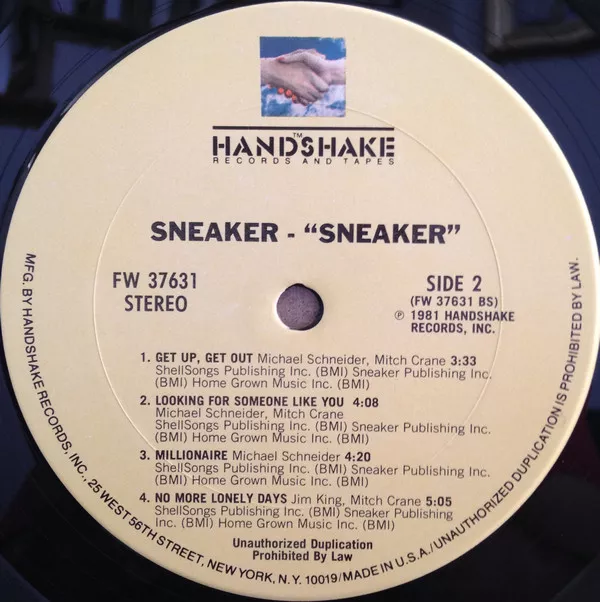 HANDSHAKE™
RECORDS AND TAPES
SNEAKER - “SNEAKER”
FW 37631
STEREO
SIDE 2
(FW 37631 BS)
℗ 1981 HANDSHAKE
RECORDS, INC.
1. GET UP, GET OUT Michael Schneider, Mitch Crane 3:33
ShellSongs Publishing Inc. (BMI) Sneaker Publishing Inc.
(BMI) Home Grown Music Inc. (BMI)
2. LOOKING FOR SOMEONE LIKE YOU 4:08
Michael Schneider, Mitch Crane
ShellSongs Publishing Inc. (BMI) Sneaker Publishing Inc.
(BMI) Home Grown Music Inc. (BMI)
3. MILLIONAIRE Michael Schneider 4:20
ShellSongs Publishing Inc. (BMI) Sneaker Publishing
Inc. (BMI) Home Grown Music Inc. (BMI)
4. NO MORE LONELY DAYS Jim King, Mitch Crane 5:05
ShellSongs Publishing Inc. (BMI) Sneaker Publishing
Inc. (BMI) Home Grown Music Inc. (BMI)
Unauthorized Duplication
Prohibited By Law
MFG. BY HANDSHAKE RECORDS, INC., 25 WEST 56TH STREET, NEW YORK, N.Y. 10019/MADE IN U.S.A./UNAUTHORIZED DUPLICATION IS PROHIBITED BY LAW.